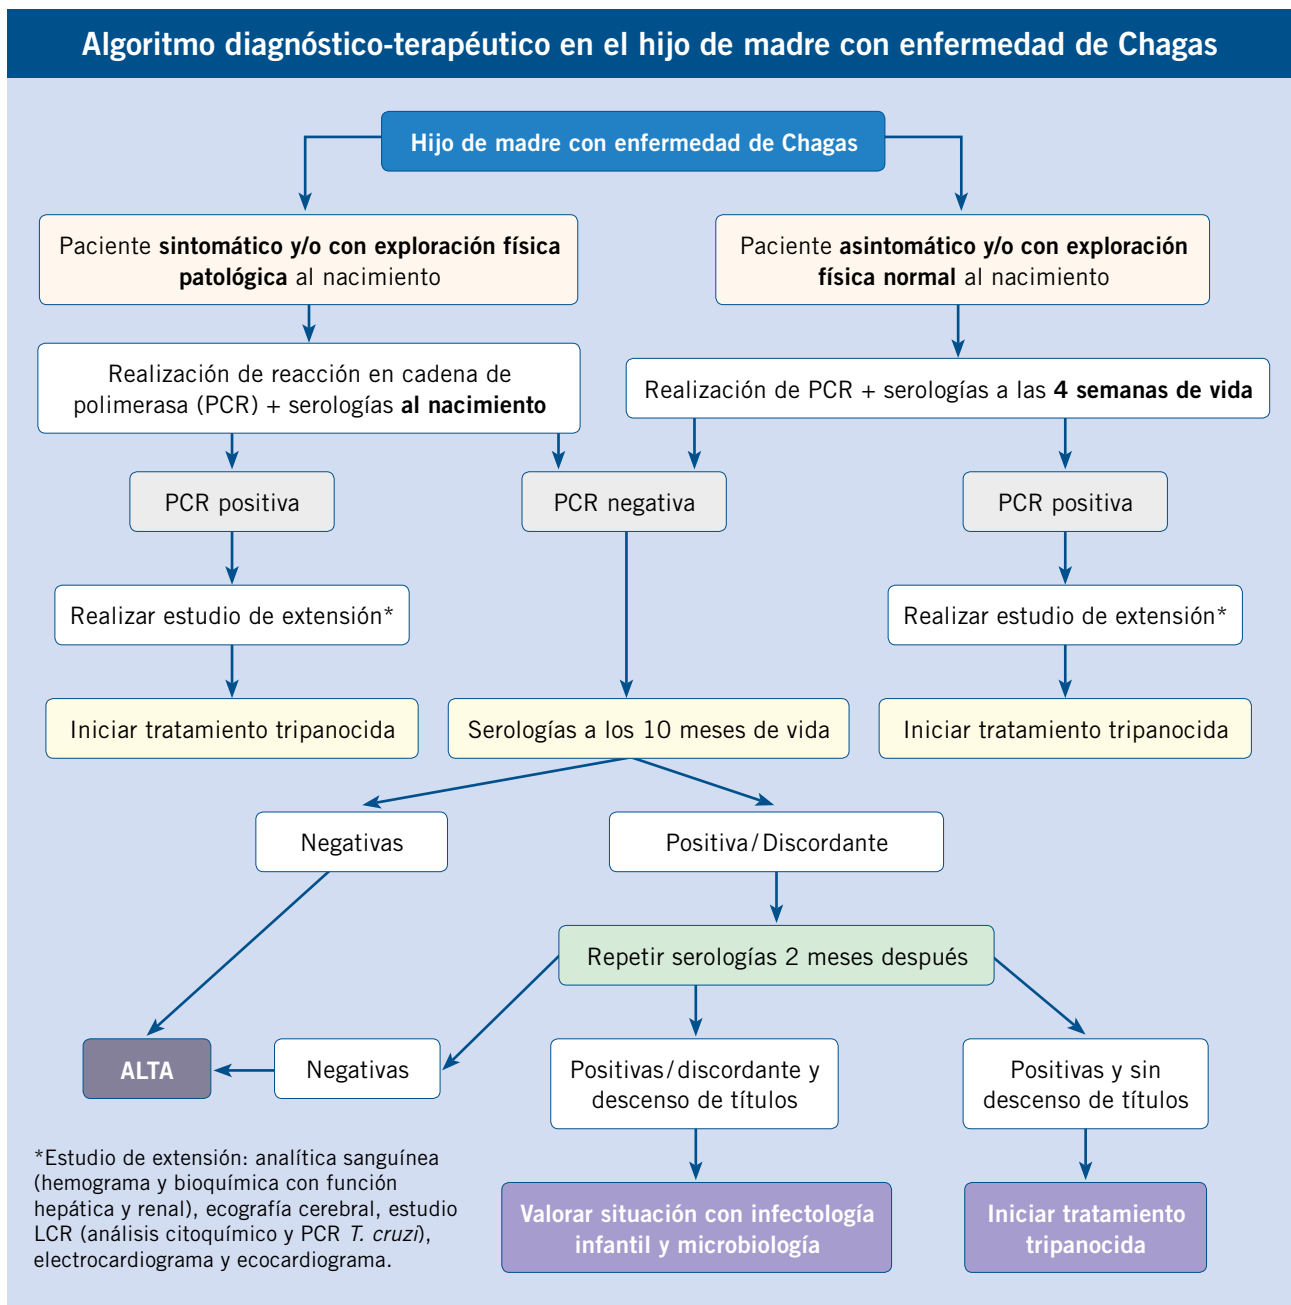 Algoritmo diagnóstico-terapéutico en el hijo de madre con enfermedad de Chagas
Hijo de madre con enfermedad de Chagas
Paciente sintomático y/o con exploración física
patológica al nacimiento
Paciente asintomático y/o con exploración
física normal al nacimiento
Realización de reacción en cadena de
polimerasa (PCR) + serologías al nacimiento
Realización de PCR + serologías a las 4 semanas de vida
PCR positiva
PCR negativa
PCR positiva
Realizar estudio de extensión*
Realizar estudio de extensión*
Iniciar tratamiento tripanocida
Serologías a los 10 meses de vida
Iniciar tratamiento tripanocida
Negativas
Positiva/Discordante
Repetir serologías 2 meses después
ALTA
Negativas
Positivas/discordante y
descenso de títulos
Positivas y sin
descenso de títulos
*Estudio de extensión: analítica sanguínea
(hemograma y bioquímica con función
hepática y renal), ecografía cerebral, estudio
LCR (análisis citoquímico y PCR T. cruzi),
electrocardiograma y ecocardiograma.
Valorar situación con infectología
infantil y microbiología
Iniciar tratamiento
tripanocida